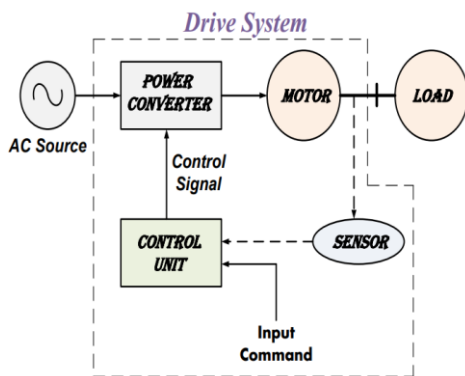 Drive System
POWER
CONVERTER
MOTOR
LOAD
AC Source
Control
Signal
CONTROL
UNIT
SENSOR
Input
Command